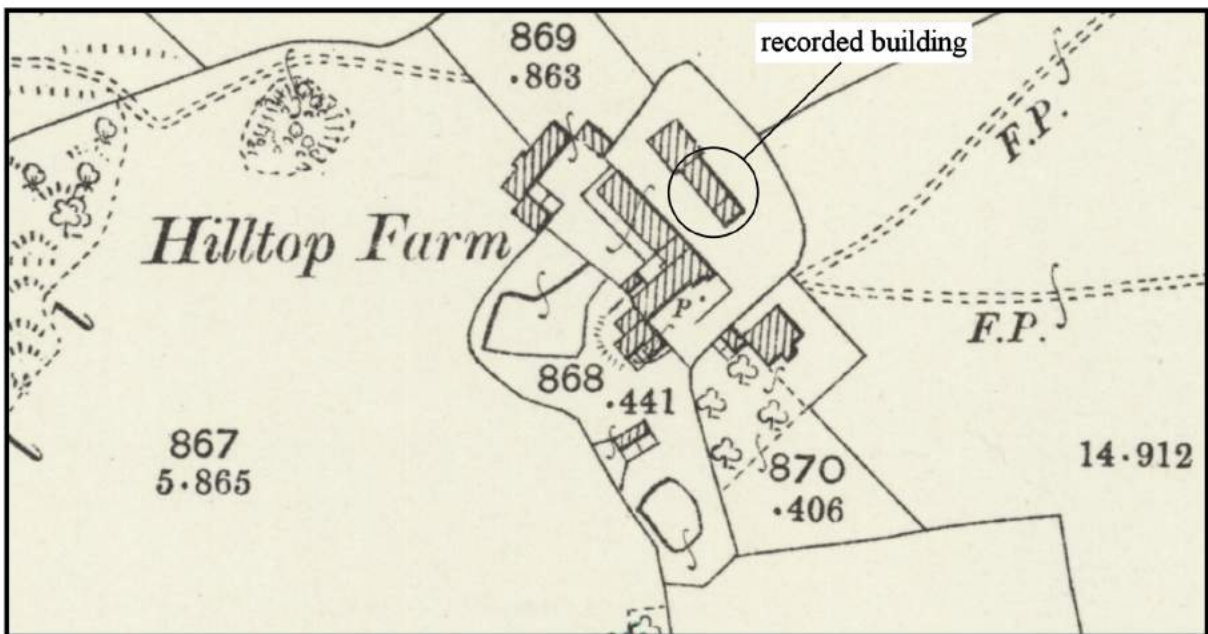 869
.863
recorded building
F.P.
Hilltop Farm
P
F.P.
868
.441
867
5.865
14.912
870
.406